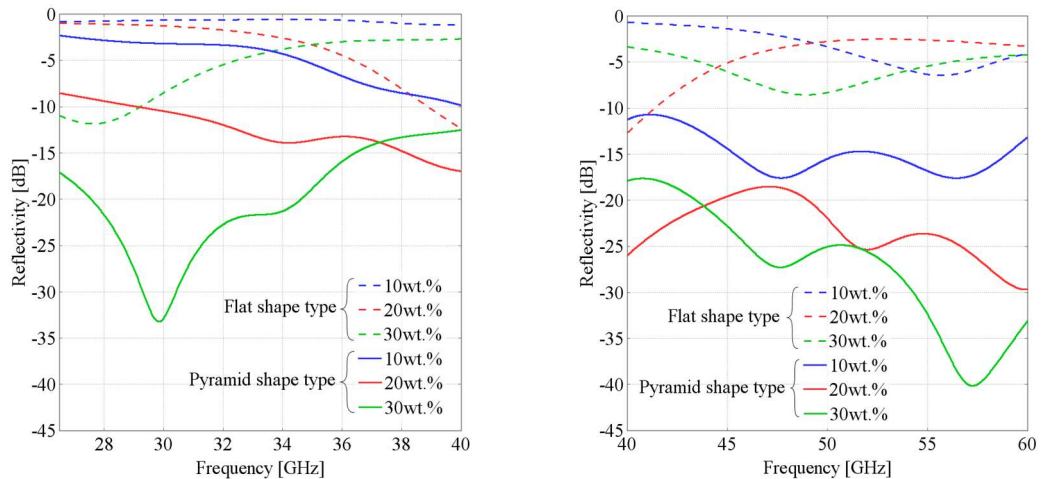 0
-5
-10
-15
-20
-25
-30
-35
-40
-45
Reflectivity [dB]
28 30 32 34 36 38 40
Frequency [GHz]
Flat shape type
10wt.%
20wt.%
30wt.%
Pyramid shape type
10wt.%
20wt.%
30wt.%
0
-5
-10
-15
-20
-25
-30
-35
-40
-45
Reflectivity [dB]
40 45 50 55 60
Frequency [GHz]
Flat shape type
10wt.%
20wt.%
30wt.%
Pyramid shape type
10wt.%
20wt.%
30wt.%